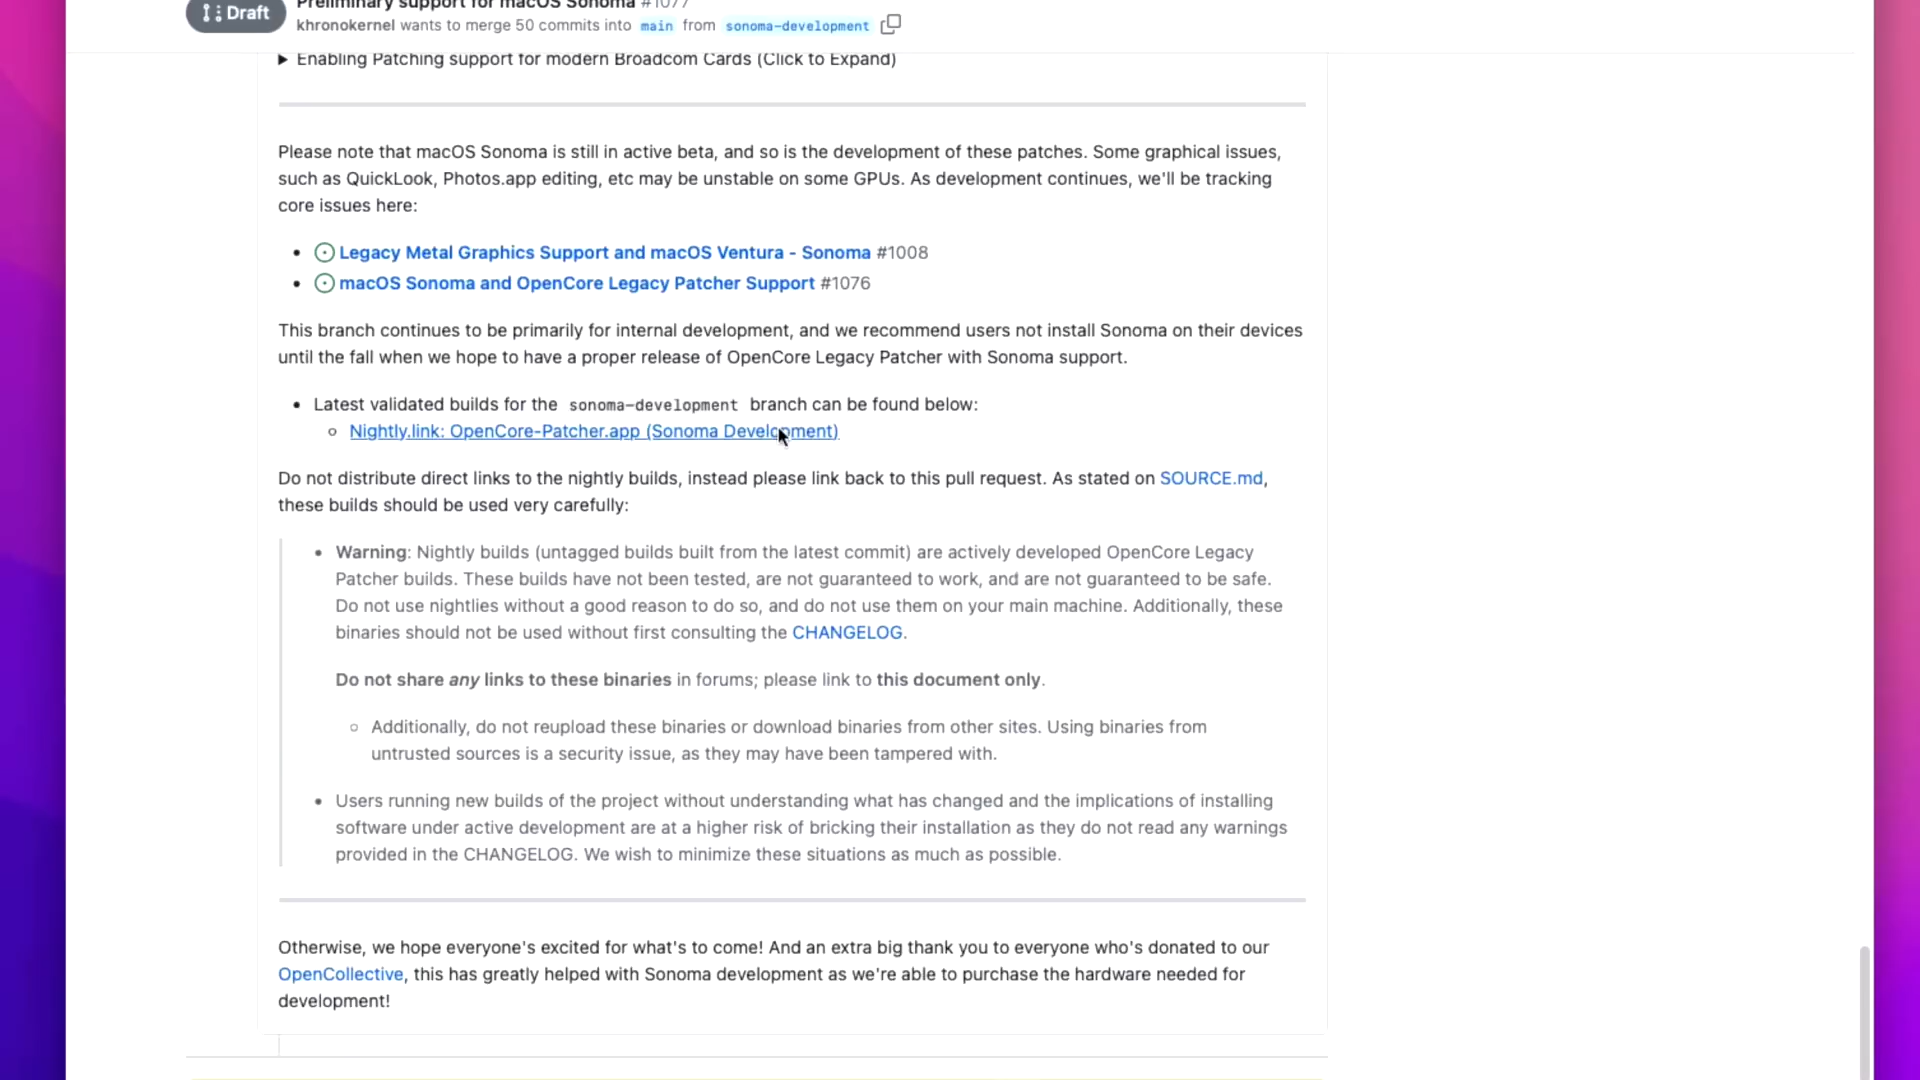 Preliminary support for macOS Sonoma #1077
Draft
khronokernel wants to merge 50 commits into main from sonoma-development
Enabling Patching support for modern Broadcom Cards (Click to Expand)
Please note that macOS Sonoma is still in active beta, and so is the development of these patches. Some graphical issues,
such as QuickLook, Photos.app editing, etc may be unstable on some GPUs. As development continues, we'll be tracking
core issues here:
• Legacy Metal Graphics Support and macOS Ventura - Sonoma #1008
• macOS Sonoma and OpenCore Legacy Patcher Support #1076
This branch continues to be primarily for internal development, and we recommend users not install Sonoma on their devices
until the fall when we hope to have a proper release of OpenCore Legacy Patcher with Sonoma support.
• Latest validated builds for the sonoma-development branch can be found below:
○ Nightly.link: OpenCore-Patcher.app (Sonoma Development)
Do not distribute direct links to the nightly builds, instead please link back to this pull request. As stated on SOURCE.md,
these builds should be used very carefully:
• Warning: Nightly builds (untagged builds built from the latest commit) are actively developed OpenCore Legacy
Patcher builds. These builds have not been tested, are not guaranteed to work, and are not guaranteed to be safe.
Do not use nightlies without a good reason to do so, and do not use them on your main machine. Additionally, these
binaries should not be used without first consulting the CHANGELOG.
Do not share any links to these binaries in forums; please link to this document only.
○ Additionally, do not reupload these binaries or download binaries from other sites. Using binaries from
untrusted sources is a security issue, as they may have been tampered with.
• Users running new builds of the project without understanding what has changed and the implications of installing
software under active development are at a higher risk of bricking their installation as they do not read any warnings
provided in the CHANGELOG. We wish to minimize these situations as much as possible.
Otherwise, we hope everyone's excited for what's to come! And an extra big thank you to everyone who's donated to our
OpenCollective, this has greatly helped with Sonoma development as we're able to purchase the hardware needed for
development!